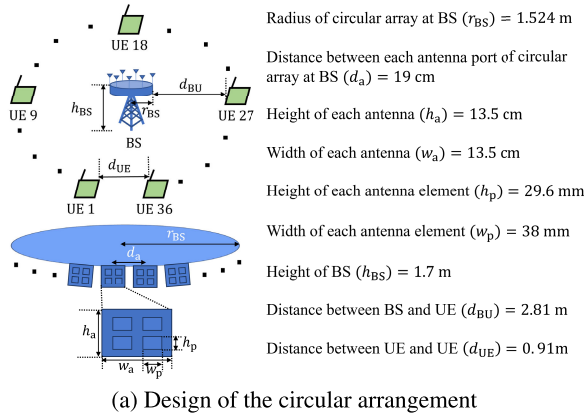 UE 18
UE 9
h_BS
r_BS
d_BU
BS
UE 27
d_UE
UE 1
UE 36
r_BS
d_a
h_a
h_p
w_a
w_p
Radius of circular array at BS (r_BS) = 1.524 m
Distance between each antenna port of circular
array at BS (d_a) = 19 cm
Height of each antenna (h_a) = 13.5 cm
Width of each antenna (w_a) = 13.5 cm
Height of each antenna element (h_p) = 29.6 mm
Width of each antenna element (w_p) = 38 mm
Height of BS (h_BS) = 1.7 m
Distance between BS and UE (d_BU) = 2.81 m
Distance between UE and UE (d_UE) = 0.91m
(a) Design of the circular arrangement